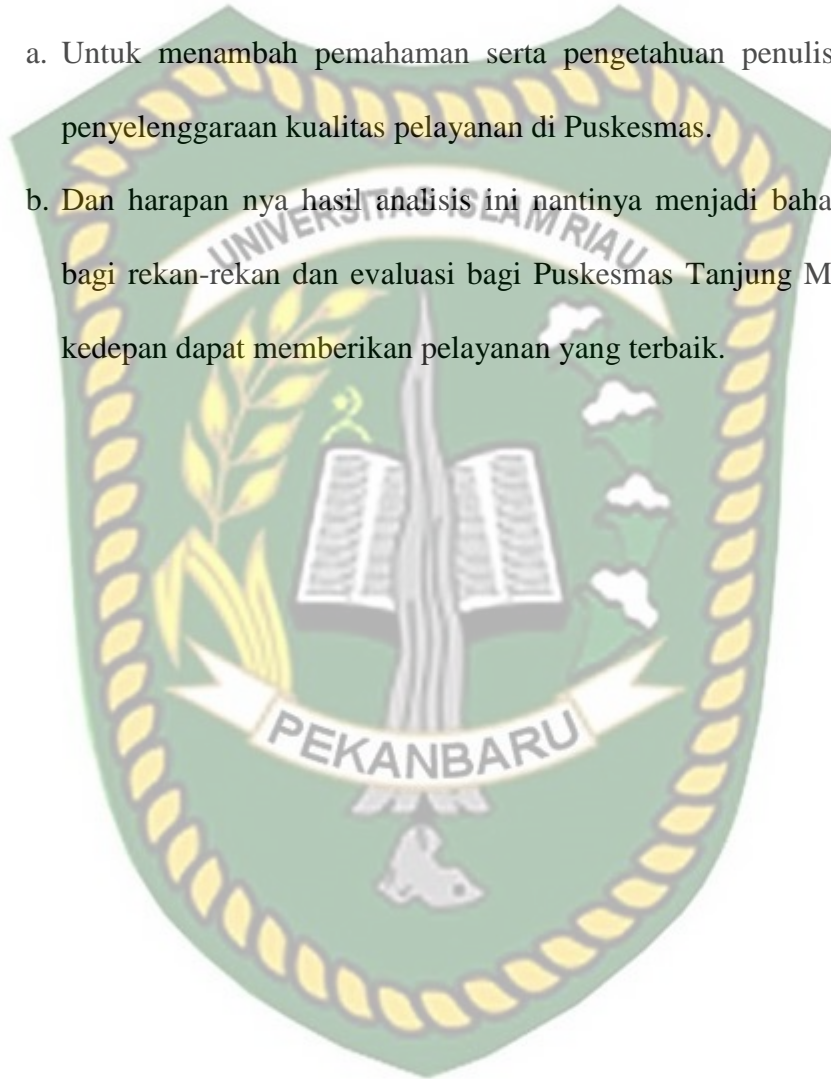 a. Untuk menambah pemahaman serta pengetahuan penulis
penyelenggaraan kualitas pelayanan di Puskesmas.
b. Dan harapan nya hasil analisis ini nantinya menjadi baha
UNIVERSITAS ISLAM RIAU
bagi rekan-rekan dan evaluasi bagi Puskesmas Tanjung M
kedepan dapat memberikan pelayanan yang terbaik.
PEKANBARU